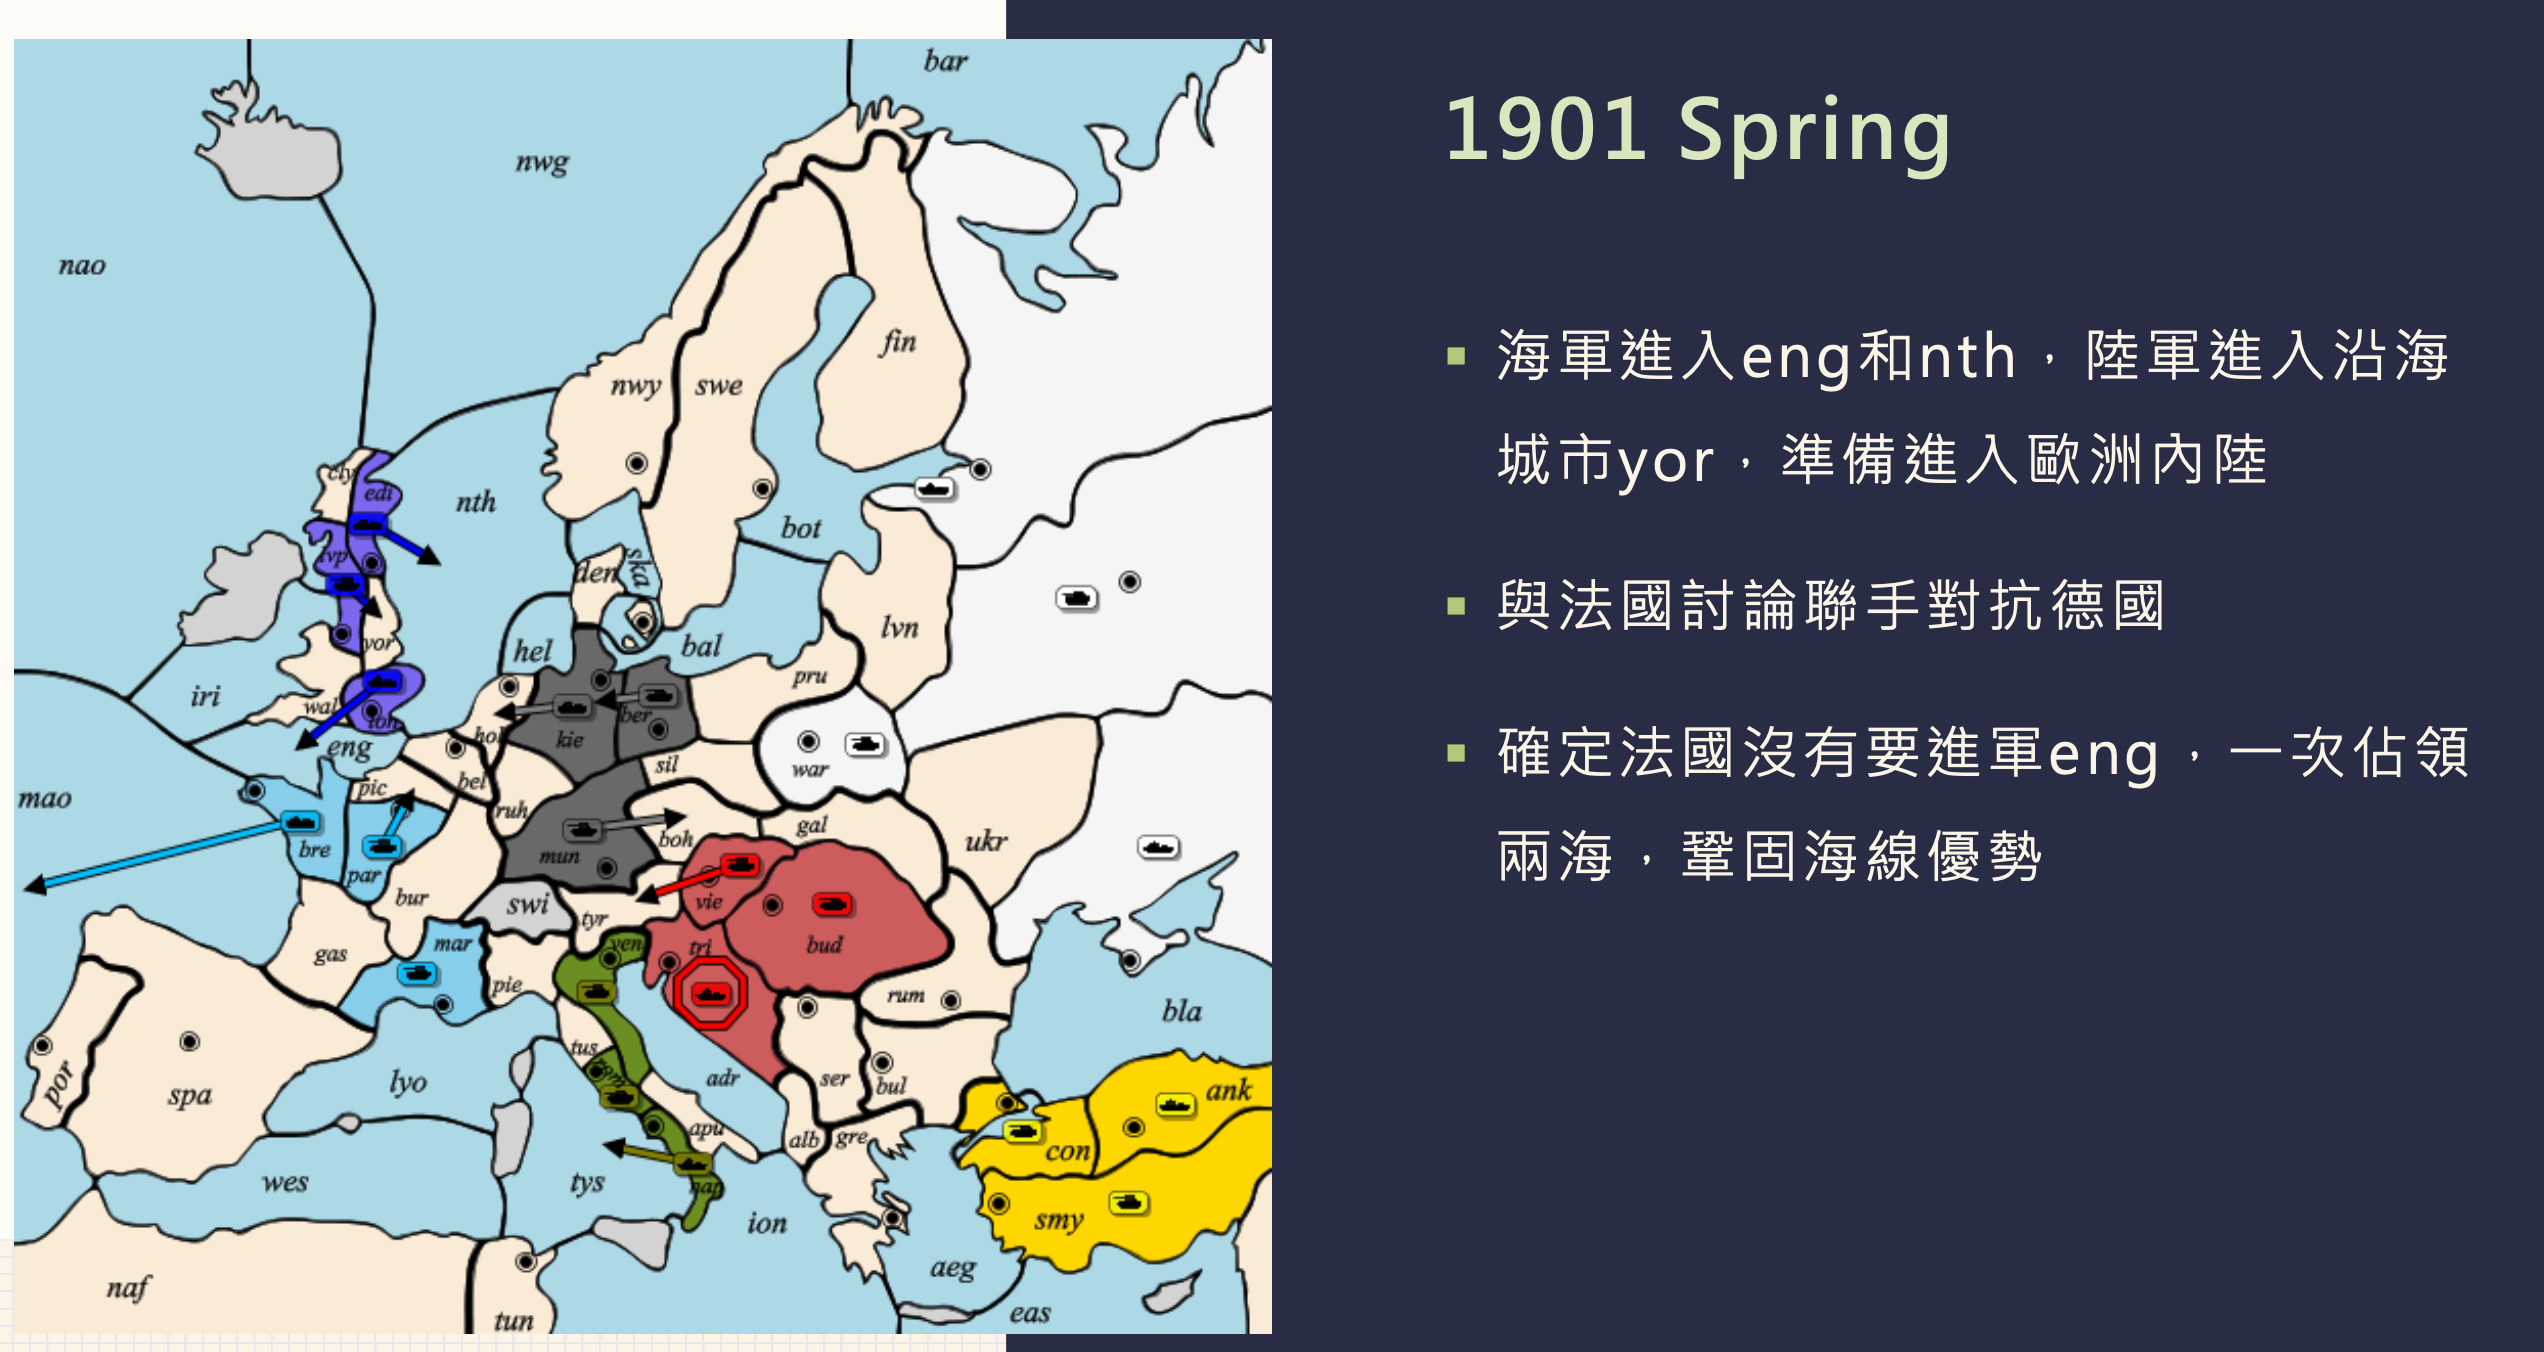 1901 Spring
▪ 海軍進入eng和nth，陸軍進入沿海
城市yor，準備進入歐洲內陸
▪ 與法國討論聯手對抗德國
▪ 確定法國沒有要進軍eng，一次佔領
兩海，鞏固海線優勢
bar
nwg
nao
fin
nwy
swe
cly
edi
nth
bot
lvp
den
ska
lvn
yor
hel
bal
pru
iri
wal
lon
ber
hol
kie
eng
sil
war
mao
pic
bel
ruh
boh
gal
ukr
bre
mun
par
bur
swi
vie
tyr
mar
ven
tri
bud
gas
pie
rum
bla
por
spa
lyo
tus
rom
adr
ser
bul
ank
apu
alb
gre
con
wes
tys
nap
ion
smy
aeg
naf
tun
eas